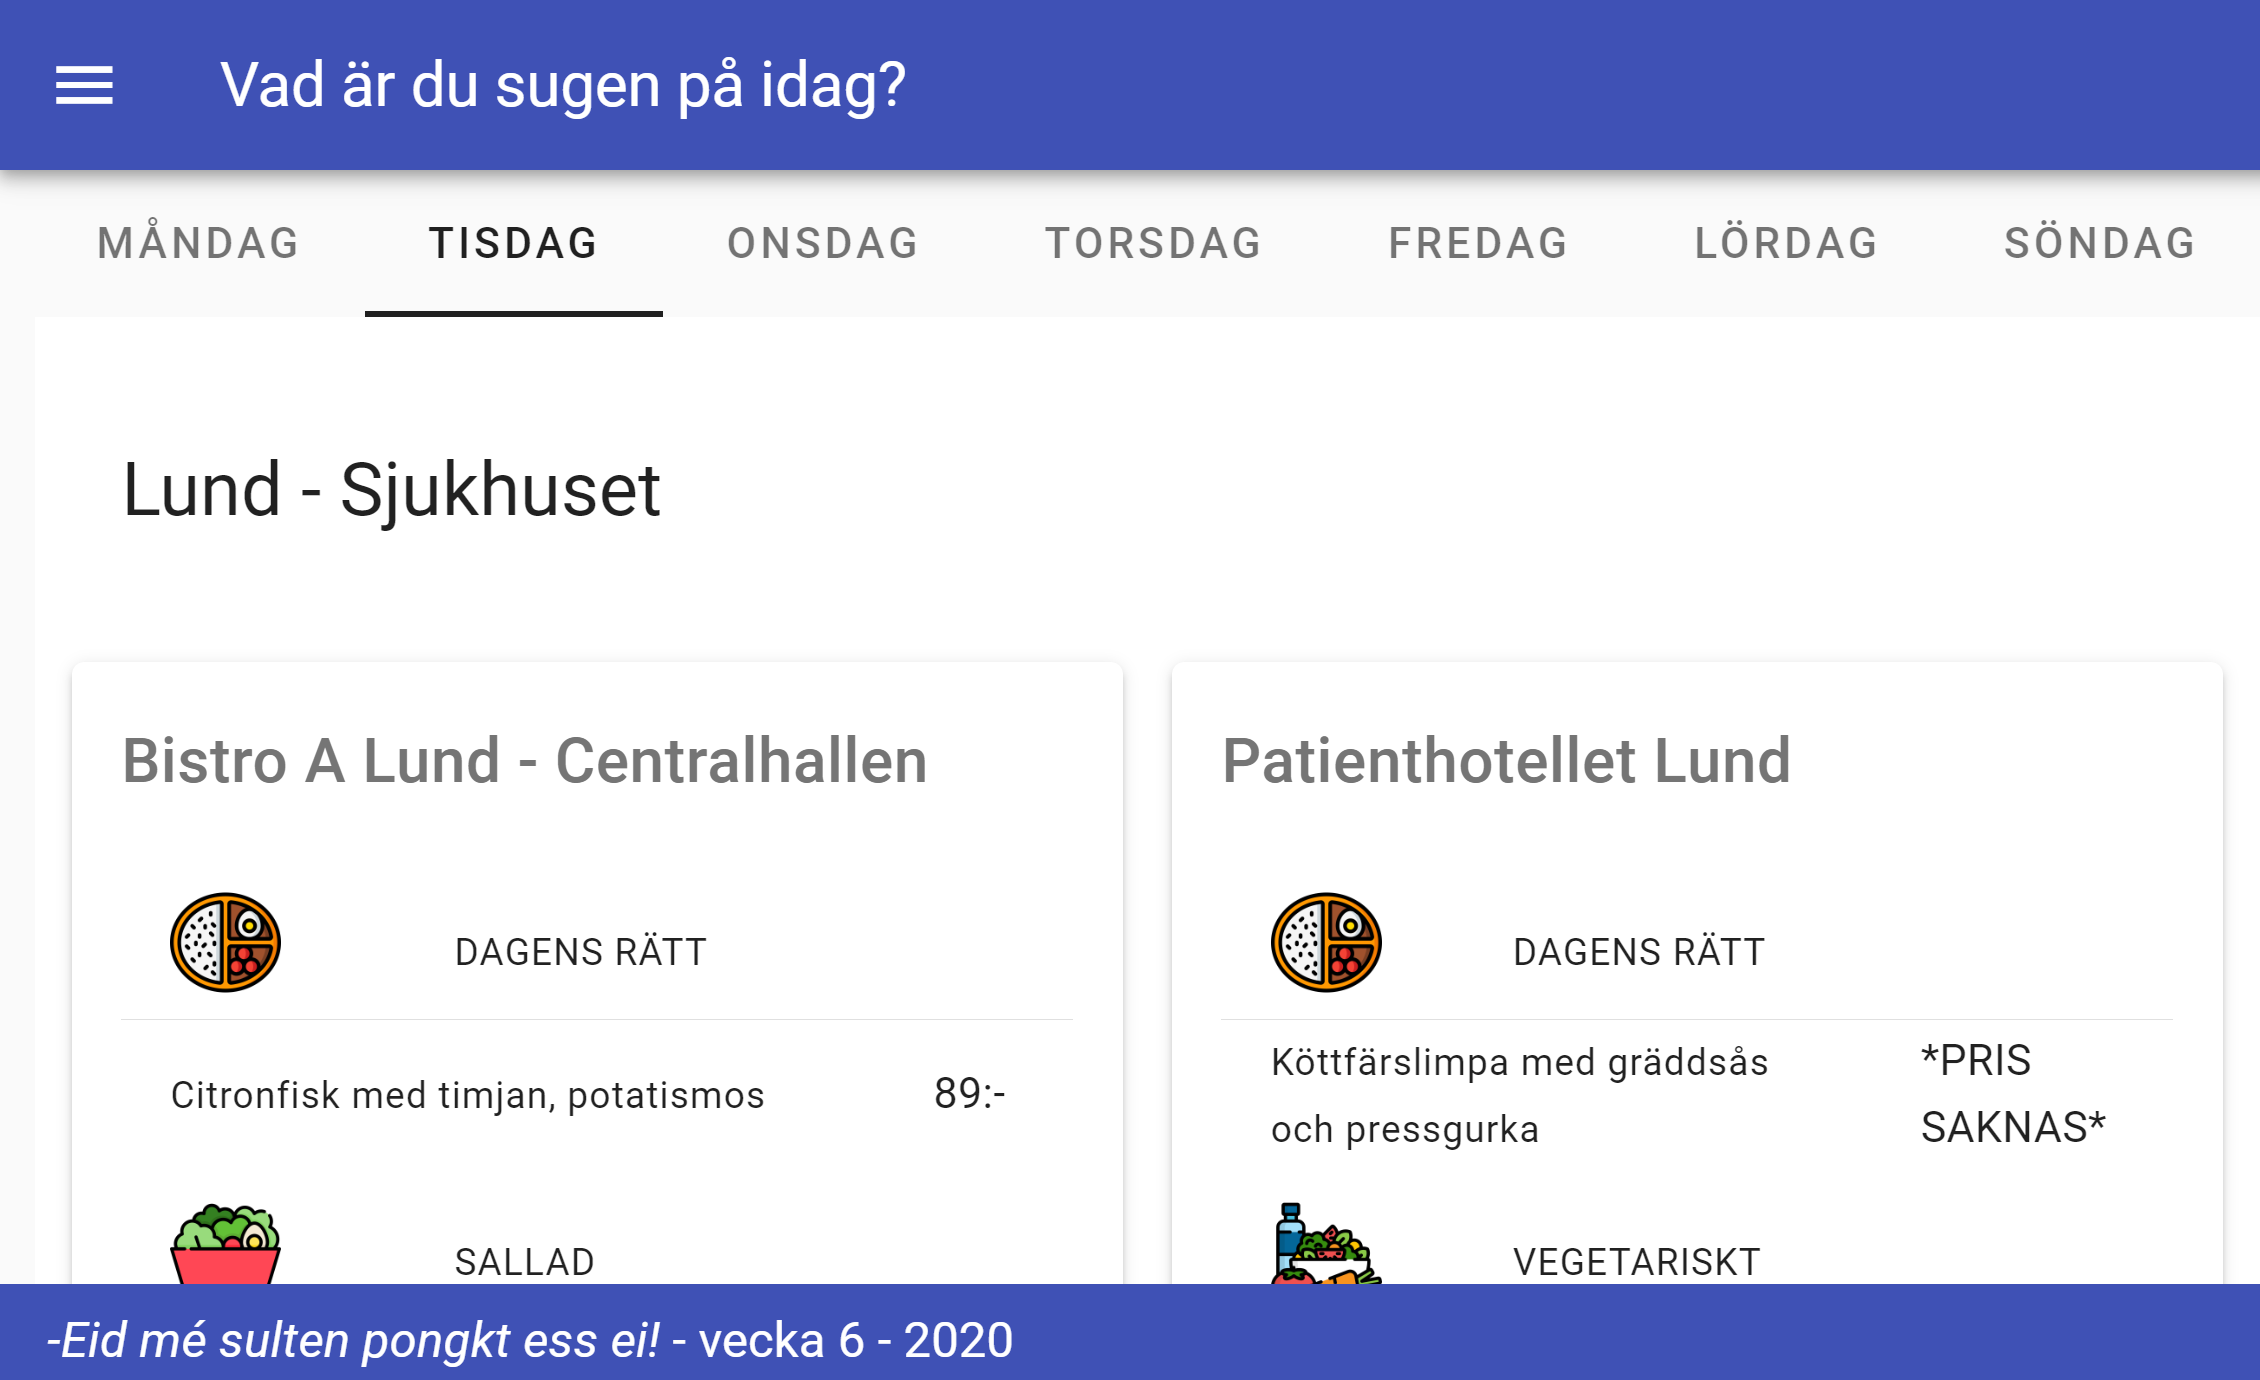 Vad är du sugen på idag?
MÅNDAG TISDAG ONSDAG TORSDAG FREDAG LÖRDAG SÖNDAG
Lund - Sjukhuset
Bistro A Lund - Centralhallen
DAGENS RÄTT
Citronfisk med timjan, potatismos 89:-
SALLAD
Patienthotellet Lund
DAGENS RÄTT
Köttfärslimpa med gräddsås *PRIS
och pressgurka SAKNAS*
VEGETARISKT
-Eid mé sulten pongkt ess ei! - vecka 6 - 2020